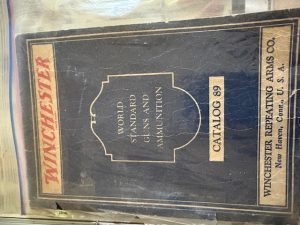 WINCHESTER
WORLD
STANDARD
GUNS AND
AMMUNITION
CATALOG 89
WINCHESTER REPEATING ARMS CO.
New Haven, Conn., U. S. A.